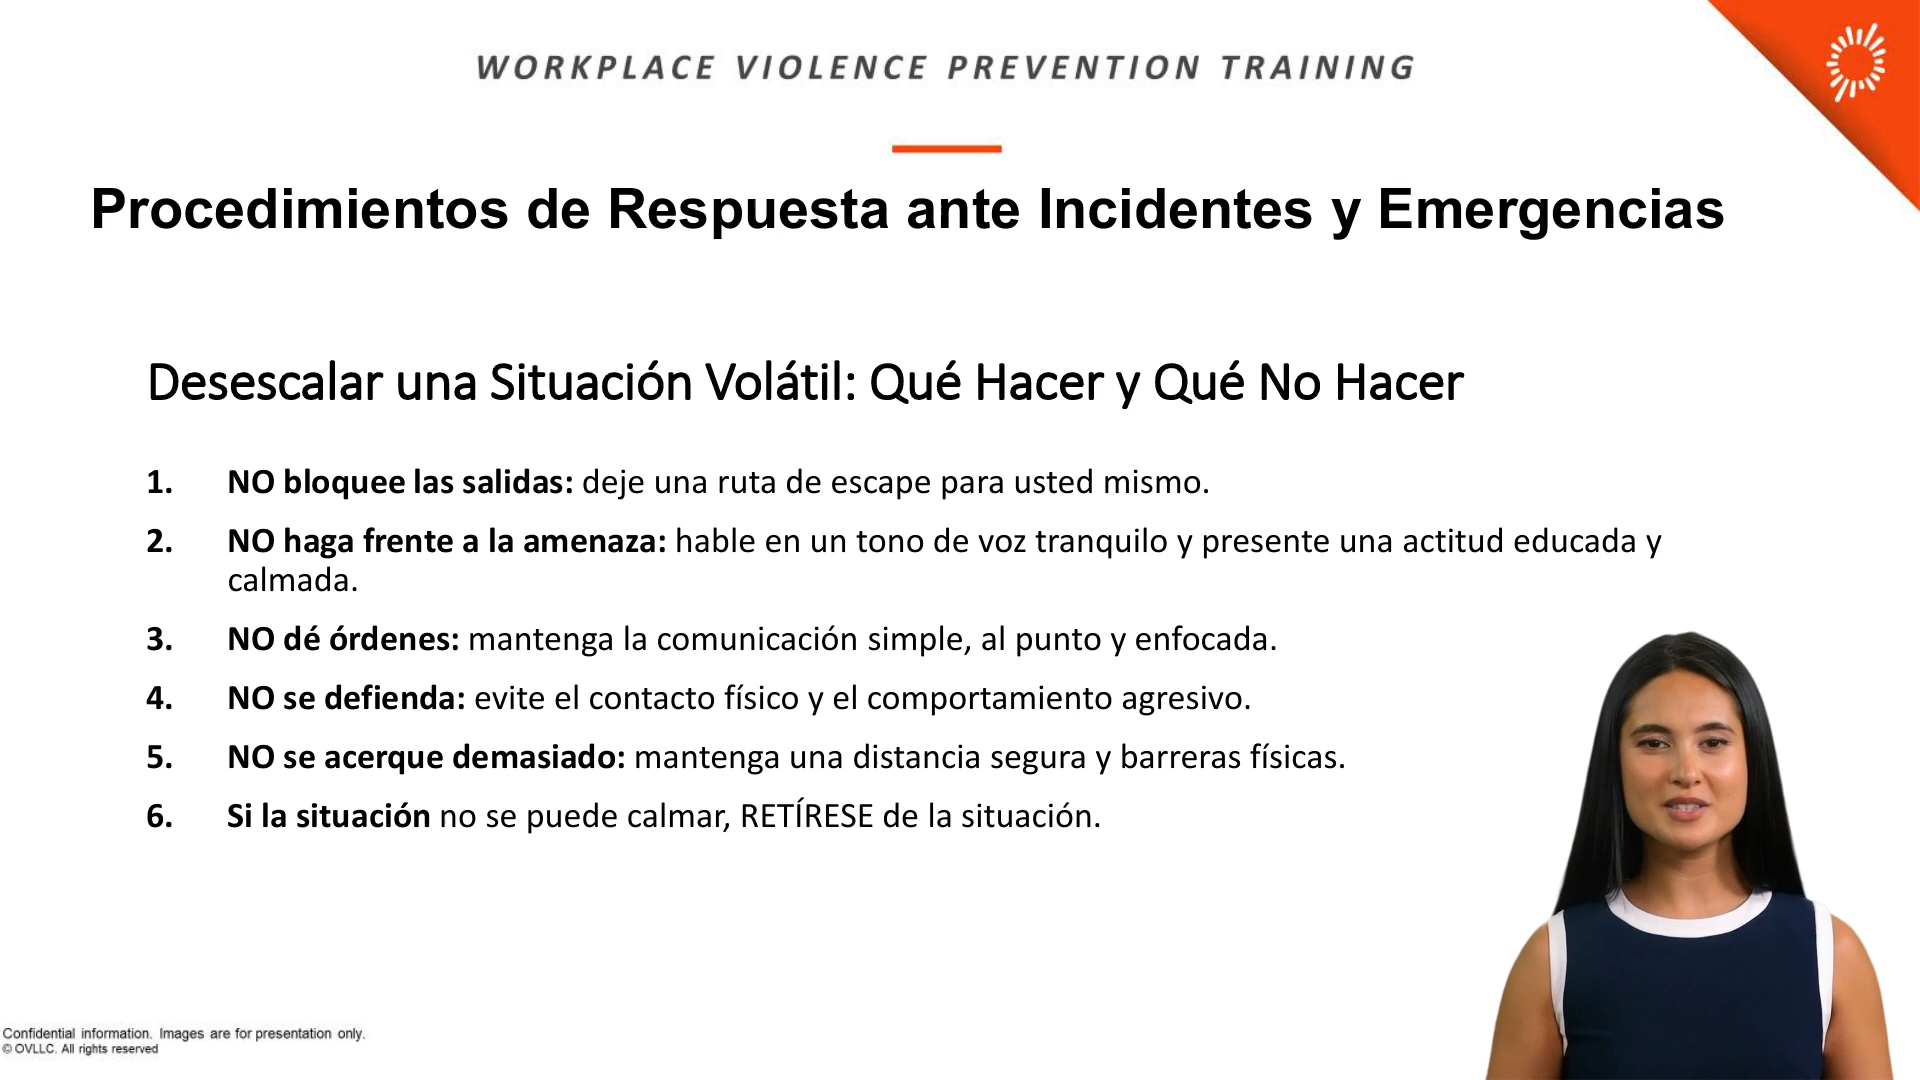 WORKPLACE VIOLENCE PREVENTION TRAINING
Procedimientos de Respuesta ante Incidentes y Emergencias
Desescalar una Situación Volátil: Qué Hacer y Qué No Hacer
1. NO bloquee las salidas: deje una ruta de escape para usted mismo.
2. NO haga frente a la amenaza: hable en un tono de voz tranquilo y presente una actitud educada y
calmada.
3. NO dé órdenes: mantenga la comunicación simple, al punto y enfocada.
4. NO se defienda: evite el contacto físico y el comportamiento agresivo.
5. NO se acerque demasiado: mantenga una distancia segura y barreras físicas.
6. Si la situación no se puede calmar, RETÍRESE de la situación.
Confidential information. Images are for presentation only.
© OVLLC. All rights reserved